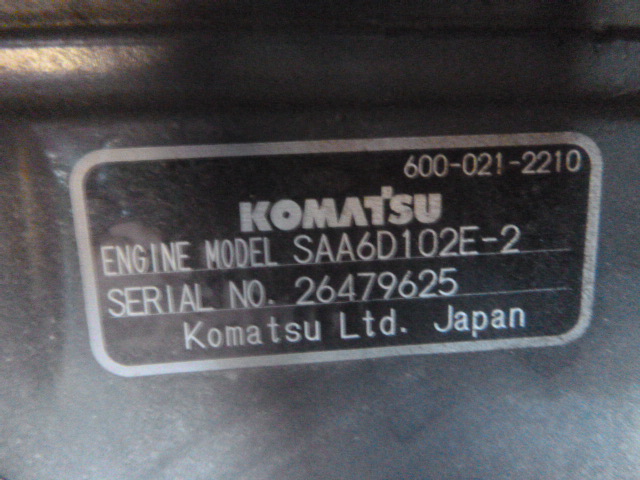 600-021-2210
KOMATSU
ENGINE MODEL SAA6D102E-2
SERIAL NO. 26479625
Komatsu Ltd. Japan